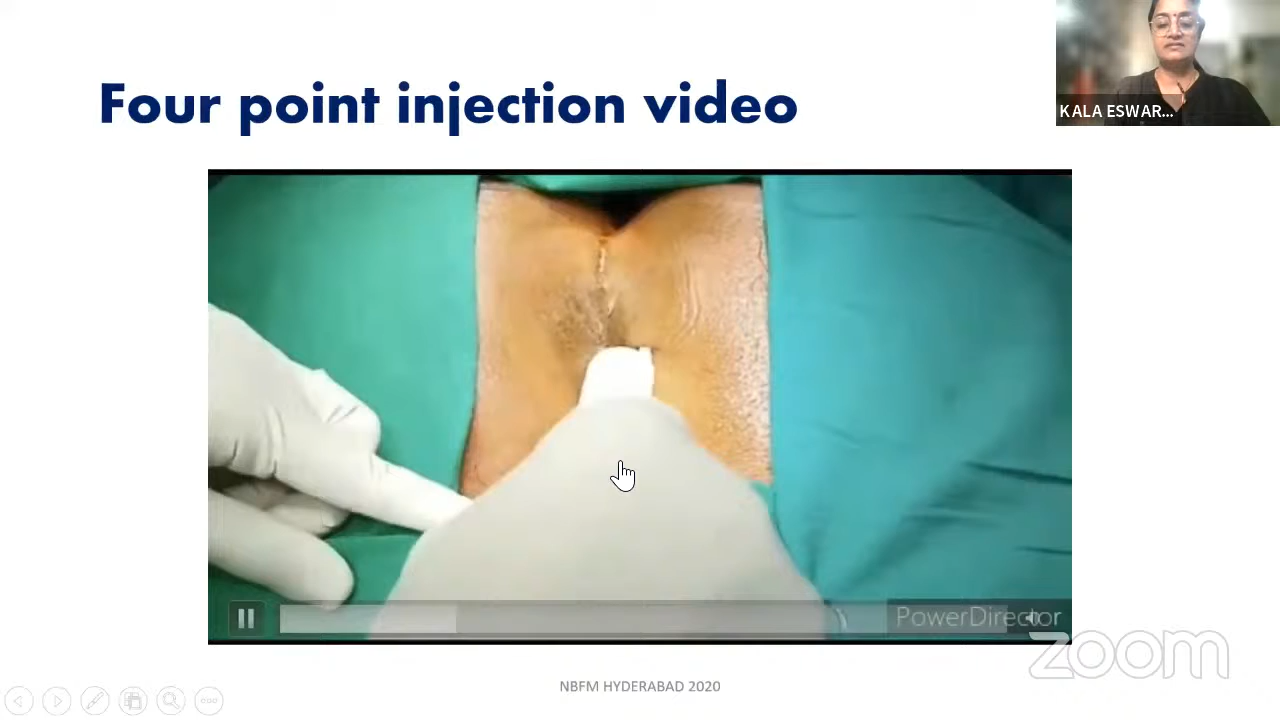 Four point injection video
KALA ESWAR...
PowerDirector
zoom
NBFM HYDERABAD 2020